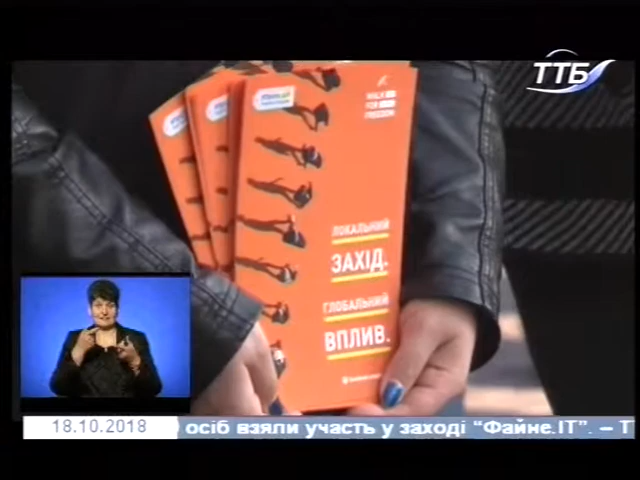 ТТБ
WALK
FOR
FREEDOM
ЛОКАЛЬНИЙ
ЗАХІД.
ГЛОБАЛЬНИЙ
ВПЛИВ.
18.10.2018
осіб взяли участь у заході "Файне.ІТ". – Т